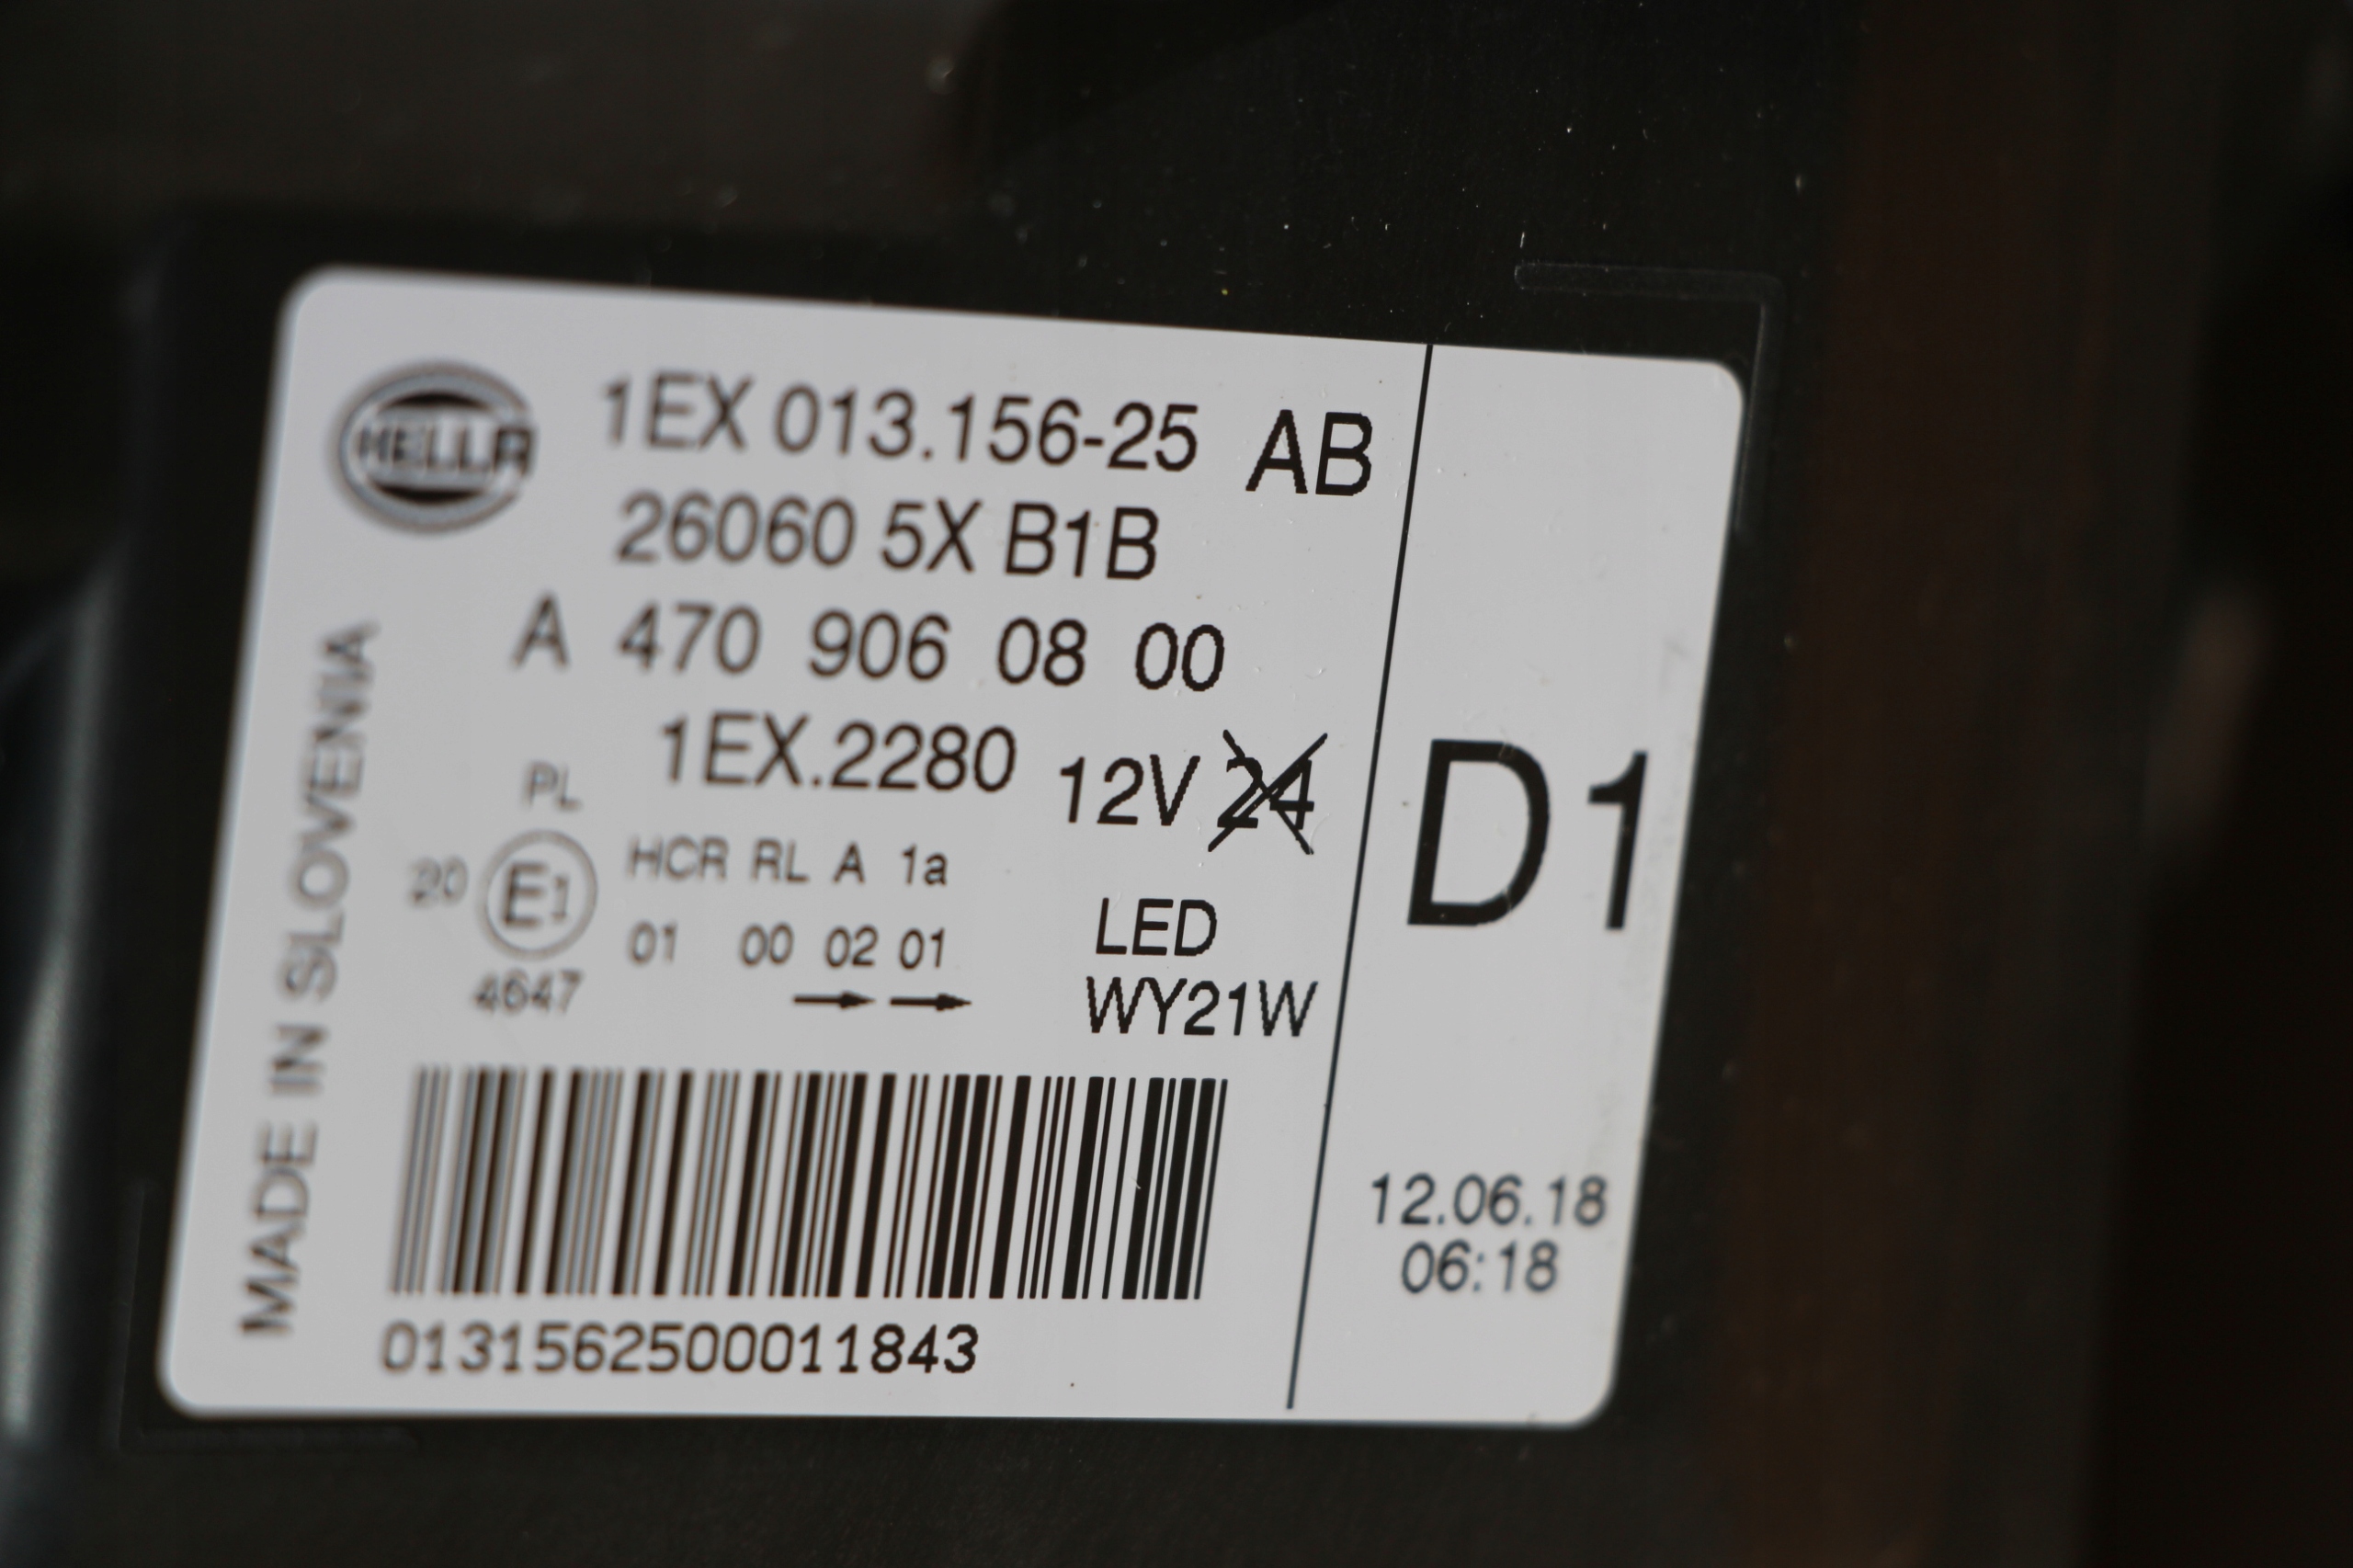 HELLA
1EX 013.156-25 AB
26060 5X B1B
A 470 906 08 00
1EX.2280 12V 24
PL
20 E1 HCR RL A 1a
01 00 02 01
4647
LED
WY21W
MADE IN SLOVENIA
0131562500011843
D1
12.06.18
06:18